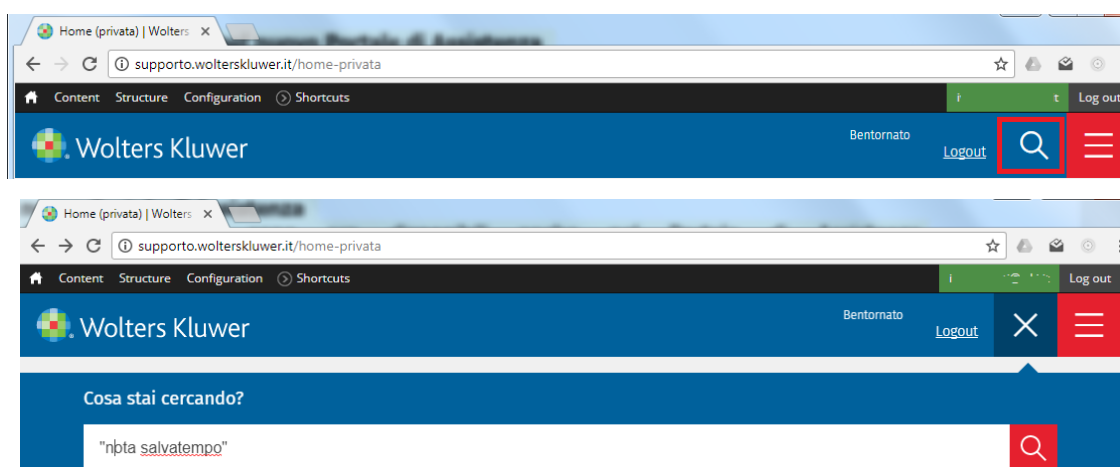 Home (privata) | Wolters
supporto.wolterskluwer.it/home-privata
Content Structure Configuration Shortcuts Log out
Wolters Kluwer
Bentornato
Logout
Home (privata) | Wolters
supporto.wolterskluwer.it/home-privata
Content Structure Configuration Shortcuts Log out
Wolters Kluwer
Bentornato
Logout
Cosa stai cercando?
"nota salvatempo"